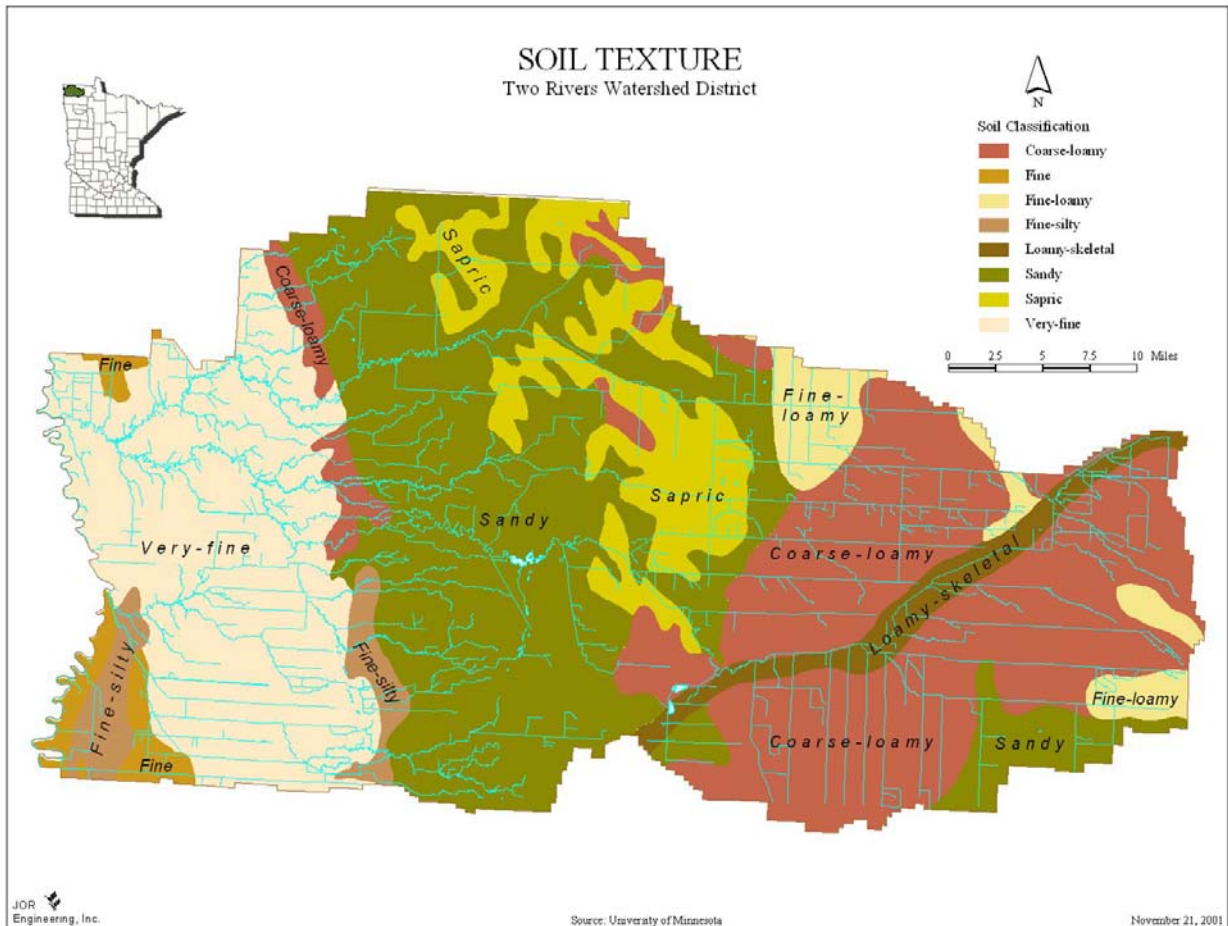 SOIL TEXTURE
Two Rivers Watershed District
N
Soil Classification
Coarse-loamy
Fine
Fine-loamy
Fine-silty
Loamy-skeletal
Sandy
Sapric
Very-fine
0 2.5 5 7.5 10 Miles
Sapric
Coarse-loamy
Fine
Fine-
loamy
Sapric
Sandy
Very-fine
Coarse-loamy
Loamy-skeletal
Fine-silty
Fine-silty
Fine-loamy
Coarse-loamy
Sandy
Fine
JOR
Engineering, Inc.
Source: University of Minnesota
November 21, 2001